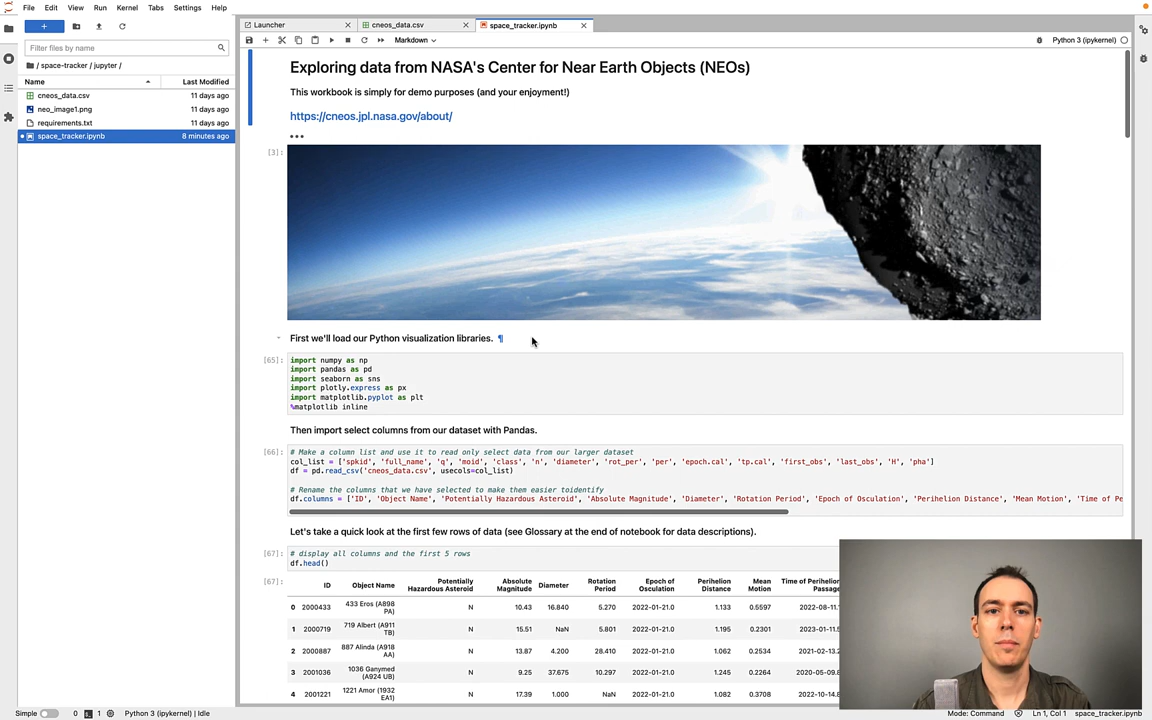 File Edit View Run Kernel Tabs Settings Help
Launcher cneos_data.csv space_tracker.ipynb
Markdown Python 3 (ipykernel)
Filter files by name
/ space-tracker / jupyter /
Name Last Modified
cneos_data.csv 11 days ago
neo_image1.png 11 days ago
requirements.txt 11 days ago
space_tracker.ipynb 8 minutes ago
Exploring data from NASA's Center for Near Earth Objects (NEOs)
This workbook is simply for demo purposes (and your enjoyment!)
https://cneos.jpl.nasa.gov/about/
[3]:
First we'll load our Python visualization libraries. ¶
[65]:
import numpy as np
import pandas as pd
import seaborn as sns
import plotly.express as px
import matplotlib.pyplot as plt
%matplotlib inline
Then import select columns from our dataset with Pandas.
[66]:
# Make a column list and use it to read only select data from our larger dataset
col_list = ['spkid', 'full_name', 'q', 'moid', 'class', 'n', 'diameter', 'rot_per', 'per', 'epoch.cal', 'tp.cal', 'first_obs', 'last_obs', 'H', 'pha']
df = pd.read_csv('cneos_data.csv', usecols=col_list)
# Rename the columns that we have selected to make them easier toidentify
df.columns = ['ID', 'Object Name', 'Potentially Hazardous Asteroid', 'Absolute Magnitude', 'Diameter', 'Rotation Period', 'Epoch of Osculation', 'Perihelion Distance', 'Mean Motion', 'Time of Pe
Let's take a quick look at the first few rows of data (see Glossary at the end of notebook for data descriptions).
[67]:
# display all columns and the first 5 rows
df.head()
[67]:
ID Object Name Potentially Hazardous Asteroid Absolute Magnitude Diameter Rotation Period Epoch of Osculation Perihelion Distance Mean Motion Time of Perihelion Passage
0 2000433 433 Eros (A898 PA) N 10.43 16.840 5.270 2022-01-21.0 1.133 0.5597 2022-08-11.
1 2000719 719 Albert (A911 TB) N 15.51 NaN 5.801 2022-01-21.0 1.195 0.2301 2023-01-11.5
2 2000887 887 Alinda (A918 AA) N 13.87 4.200 28.410 2022-01-21.0 1.062 0.2534 2021-02-13.2
3 2001036 1036 Ganymed (A924 UB) N 9.25 37.675 10.297 2022-01-21.0 1.245 0.2264 2020-05-09.8
4 2001221 1221 Amor (1932 EA1) N 17.39 1.000 NaN 2022-01-21.0 1.082 0.3708 2022-10-14.8
Simple 0 1 Python 3 (ipykernel) | Idle Mode: Command Ln 1, Col 1 space_tracker.ipynb